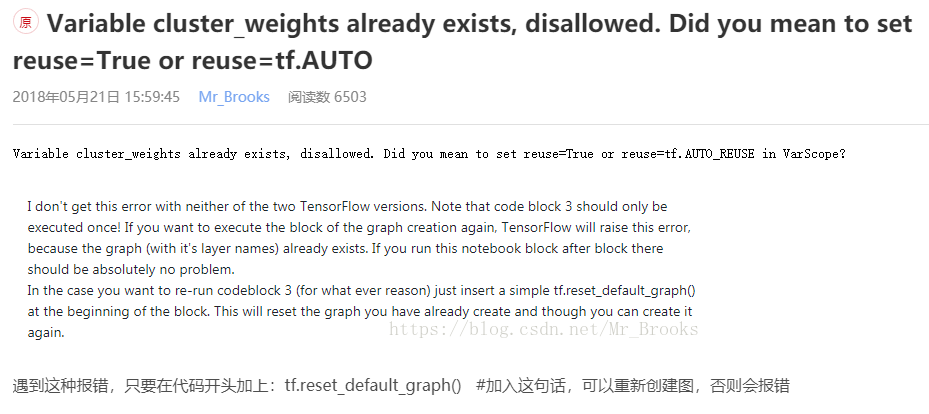 原 Variable cluster_weights already exists, disallowed. Did you mean to set
reuse=True or reuse=tf.AUTO
2018年05月21日 15:59:45 Mr_Brooks 阅读数 6503
Variable cluster_weights already exists, disallowed. Did you mean to set reuse=True or reuse=tf.AUTO_REUSE in VarScope?
I don't get this error with neither of the two TensorFlow versions. Note that code block 3 should only be
executed once! If you want to execute the block of the graph creation again, TensorFlow will raise this error,
because the graph (with it's layer names) already exists. If you run this notebook block after block there
should be absolutely no problem.
In the case you want to re-run codeblock 3 (for what ever reason) just insert a simple tf.reset_default_graph()
at the beginning of the block. This will reset the graph you have already create and though you can create it
again.
https://blog.csdn.net/Mr_Brooks
遇到这种报错，只要在代码开头加上：tf.reset_default_graph() #加入这句话，可以重新创建图，否则会报错